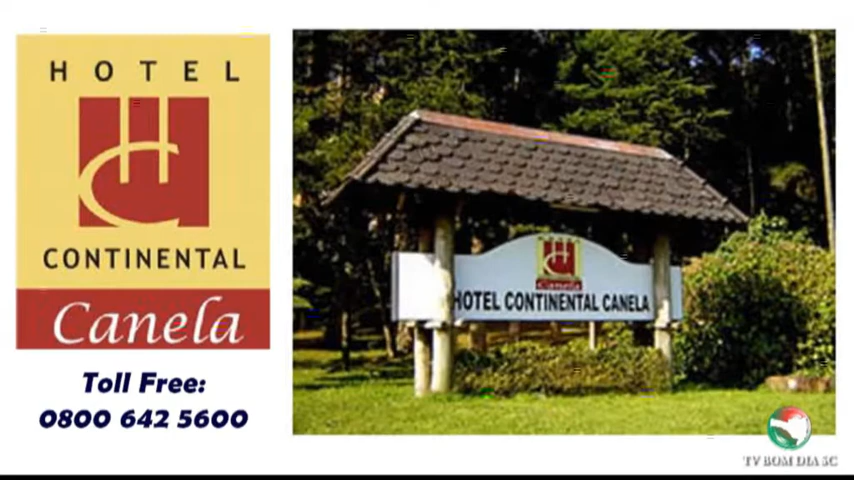 HOTEL
CONTINENTAL
Canela
Toll Free:
0800 642 5600
Canela
HOTEL CONTINENTAL CANELA
TV BOM DIA SC